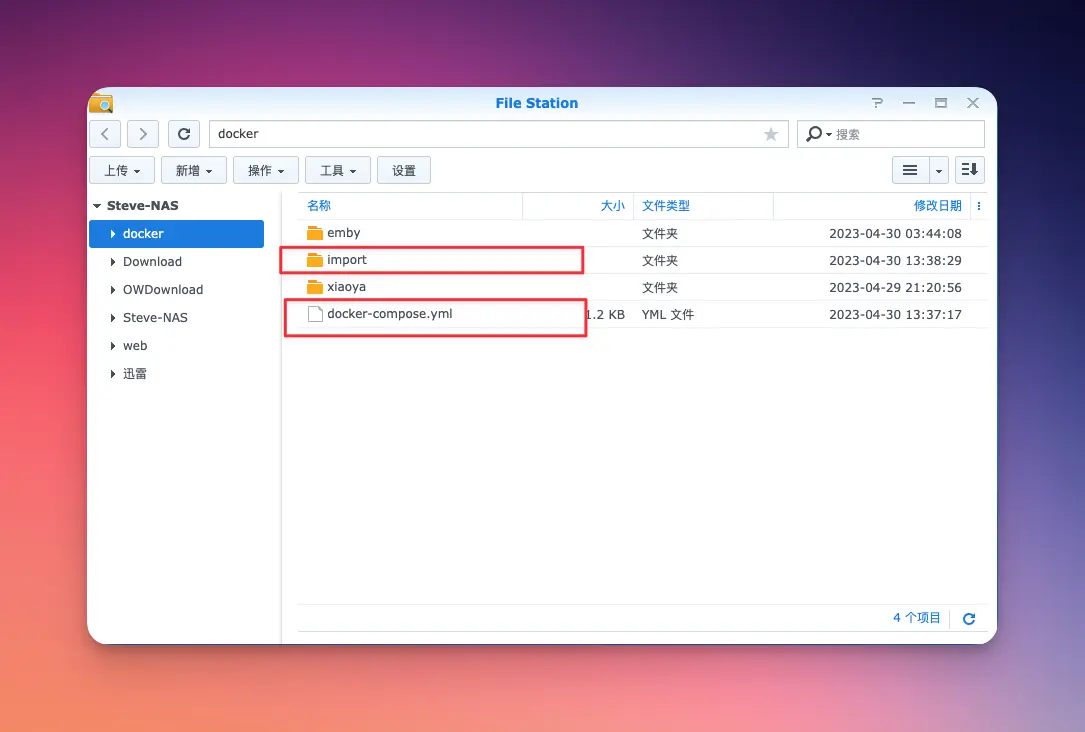 File Station
docker
搜索
上传 新增 操作 工具 设置
Steve-NAS
docker
Download
OWDownload
Steve-NAS
web
迅雷
名称 大小 文件类型 修改日期
emby 文件夹 2023-04-30 03:44:08
import 文件夹 2023-04-30 13:38:29
xiaoya 文件夹 2023-04-29 21:20:56
docker-compose.yml 1.2 KB YML 文件 2023-04-30 13:37:17
4 个项目